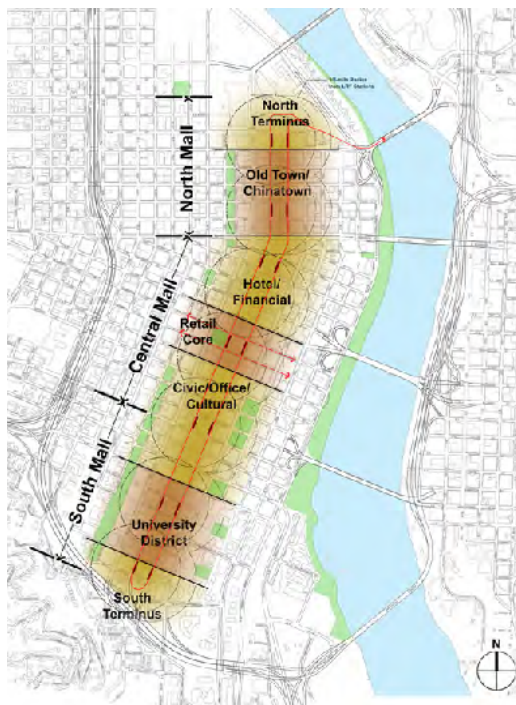 North
Terminus
North Mall
Old Town/
Chinatown
Hotel/
Financial
Central Mall
Retail
Core
Civic/Office/
Cultural
South Mall
University
District
South
Terminus
N